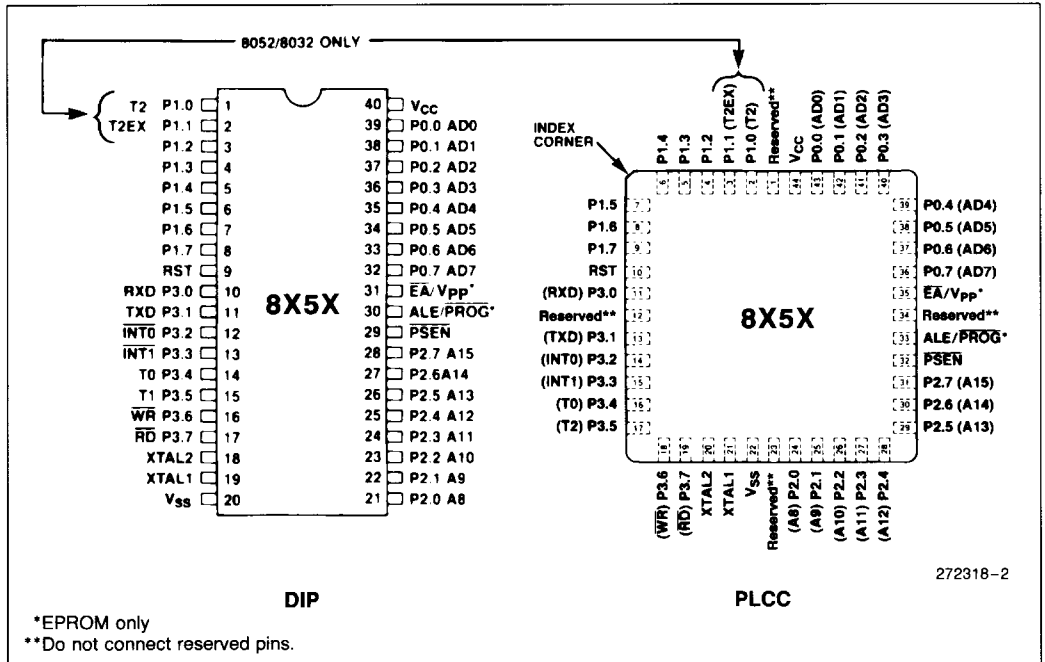 8052/8032 ONLY
T2 P1.0 1
T2EX P1.1 2
P1.2 3
P1.3 4
P1.4 5
P1.5 6
P1.6 7
P1.7 8
RST 9
RXD P3.0 10
TXD P3.1 11
INT0 P3.2 12
INT1 P3.3 13
T0 P3.4 14
T1 P3.5 15
WR P3.6 16
RD P3.7 17
XTAL2 18
XTAL1 19
VSS 20
8X5X
40 VCC
39 P0.0 AD0
38 P0.1 AD1
37 P0.2 AD2
36 P0.3 AD3
35 P0.4 AD4
34 P0.5 AD5
33 P0.6 AD6
32 P0.7 AD7
31 EA/VPP*
30 ALE/PROG*
29 PSEN
28 P2.7 A15
27 P2.6A14
26 P2.5 A13
25 P2.4 A12
24 P2.3 A11
23 P2.2 A10
22 P2.1 A9
21 P2.0 A8
DIP
INDEX
CORNER
P1.4 6
P1.3 5
P1.2 4
P1.1 (T2EX) 3
P1.0 (T2) 2
Reserved** 1
VCC 44
P0.0 (AD0) 43
P0.1 (AD1) 42
P0.2 (AD2) 41
P0.3 (AD3) 40
P1.5 7
P1.6 8
P1.7 9
RST 10
(RXD) P3.0 11
Reserved** 12
(TXD) P3.1 13
(INT0) P3.2 14
(INT1) P3.3 15
(T0) P3.4 16
(T2) P3.5 17
8X5X
39 P0.4 (AD4)
38 P0.5 (AD5)
37 P0.6 (AD6)
36 P0.7 (AD7)
35 EA/VPP*
34 Reserved**
33 ALE/PROG*
32 PSEN
31 P2.7 (A15)
30 P2.6 (A14)
29 P2.5 (A13)
18 (WR) P3.6
19 (RD) P3.7
20 XTAL2
21 XTAL1
22 VSS
23 Reserved**
24 (A8) P2.0
25 (A9) P2.1
26 (A10) P2.2
27 (A11) P2.3
28 (A12) P2.4
272318-2
PLCC
*EPROM only
**Do not connect reserved pins.